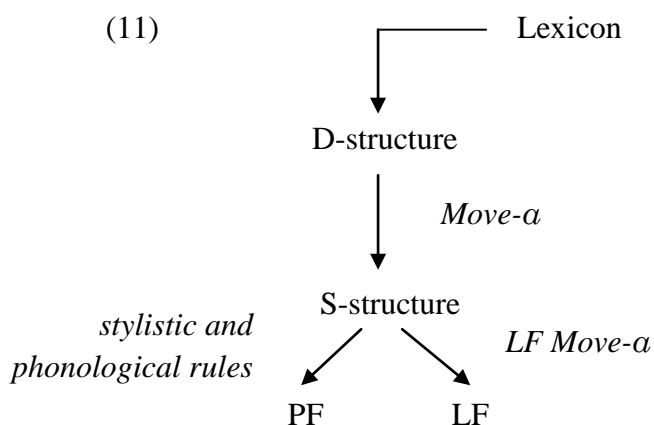 (11) Lexicon
D-structure
Move-α
S-structure
stylistic and
phonological rules
LF Move-α
PF LF